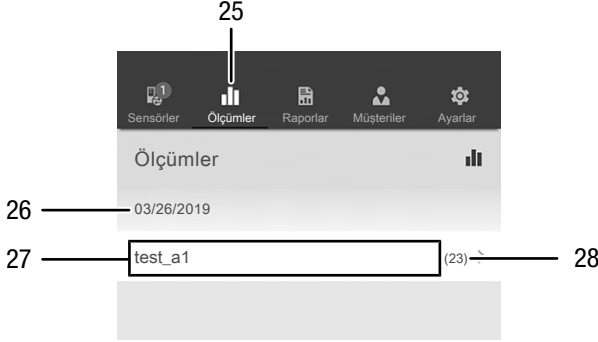 25
1
Sensörler Ölçümler Raporlar Müşteriler Ayarlar
Ölçümler
26 03/26/2019
27 test_a1 (23) 28